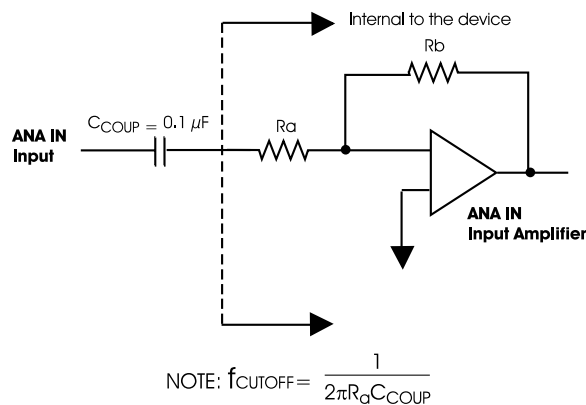 Internal to the device
Rb
C_COUP = 0.1 μF
Ra
ANA IN
Input
ANA IN
Input Amplifier
NOTE: f_CUTOFF = 1 / 2πR_aC_COUP